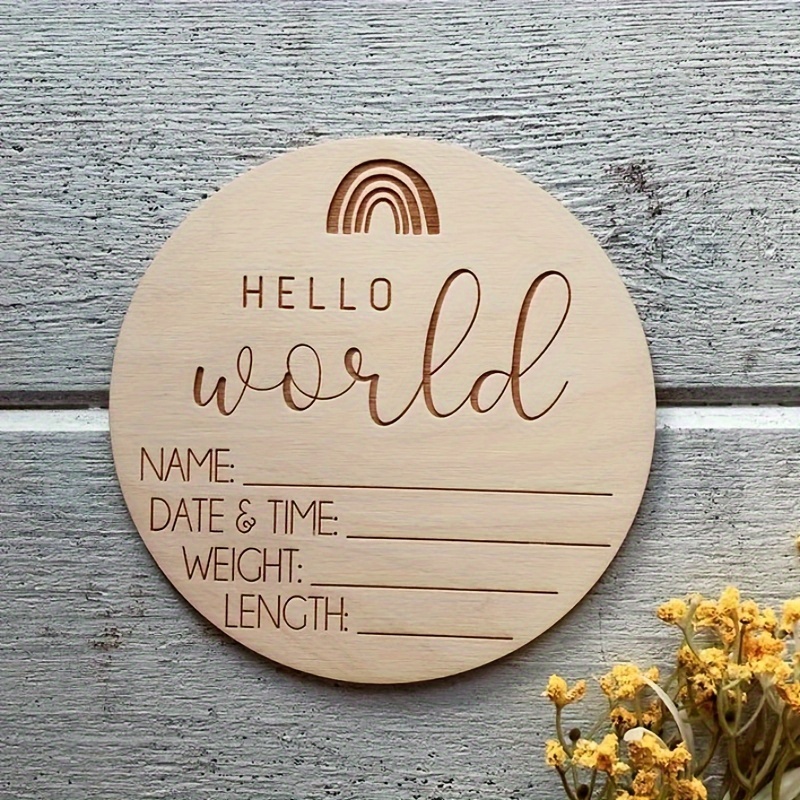 HELLO
world
NAME:
DATE & TIME:
WEIGHT:
LENGTH: